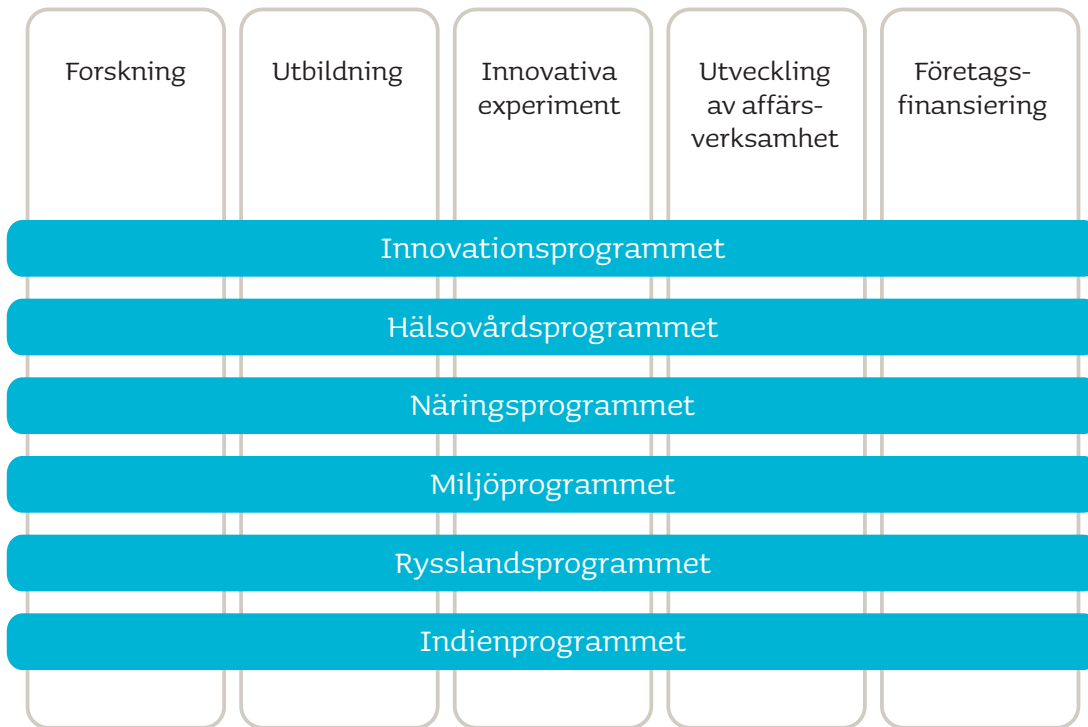 Forskning
Utbildning
Innovativa
experiment
Utveckling
av affärs-
verksamhet
Företags-
finansiering
Innovationsprogrammet
Hälsovårdsprogrammet
Näringsprogrammet
Miljöprogrammet
Rysslandsprogrammet
Indienprogrammet